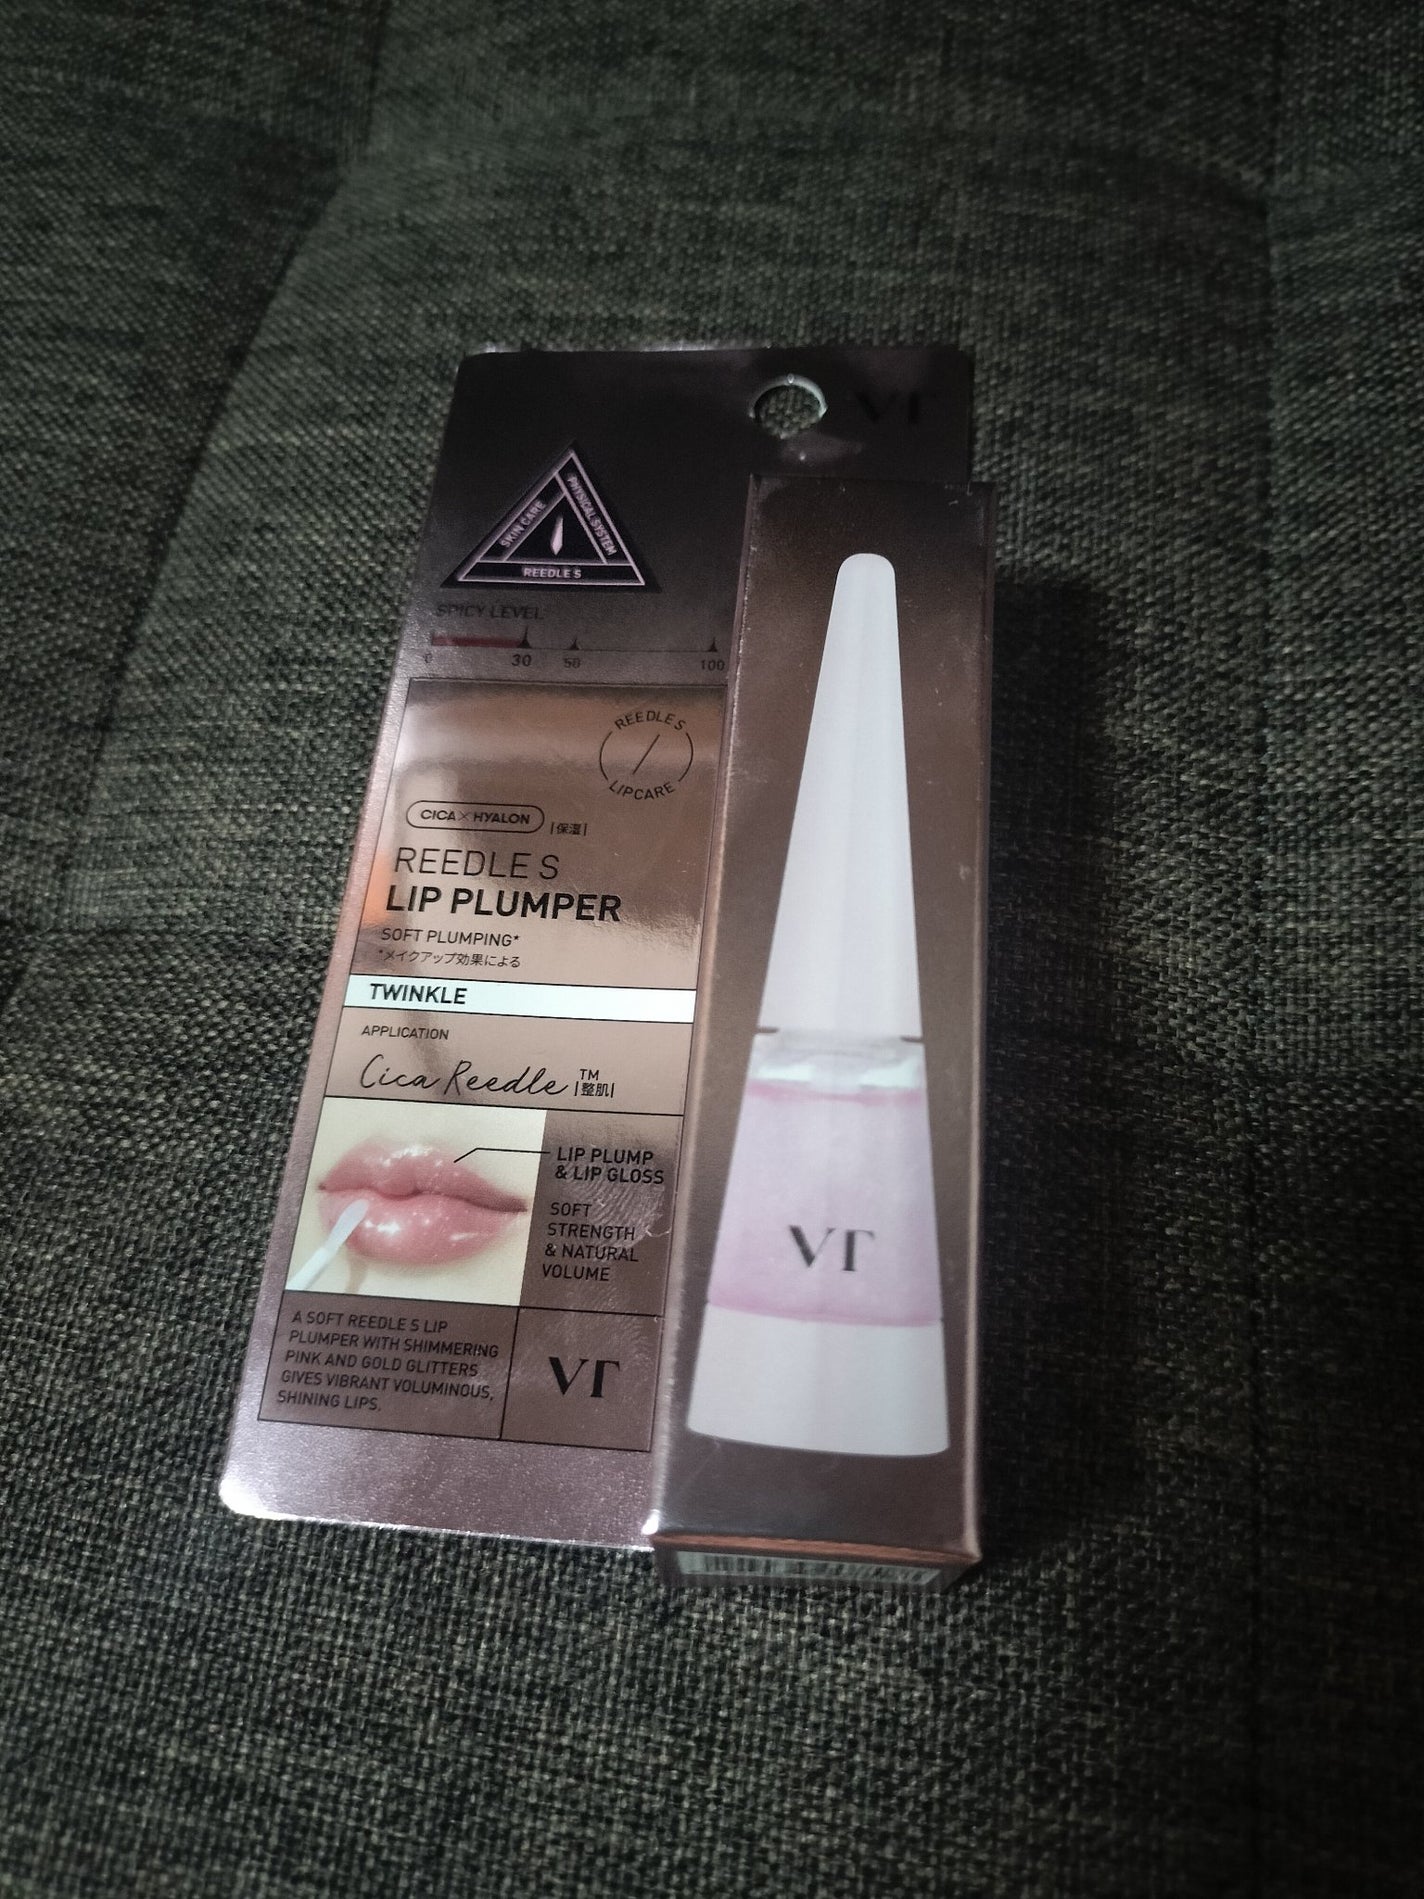 VT
SKIN CARE
PHYSICAL SYSTEM
REEDLE S
SPICY LEVEL
0 30 50 100
REEDLE S
LIPCARE
CICA×HYALON |保湿|
REEDLE S
LIP PLUMPER
SOFT PLUMPING*
*メイクアップ効果による
TWINKLE
APPLICATION
Cica Reedle™ |整肌|
LIP PLUMP
& LIP GLOSS
SOFT
STRENGTH
& NATURAL
VOLUME
A SOFT REEDLE S LIP
PLUMPER WITH SHIMMERING
PINK AND GOLD GLITTERS
GIVES VIBRANT VOLUMINOUS,
SHINING LIPS.
VT
VT